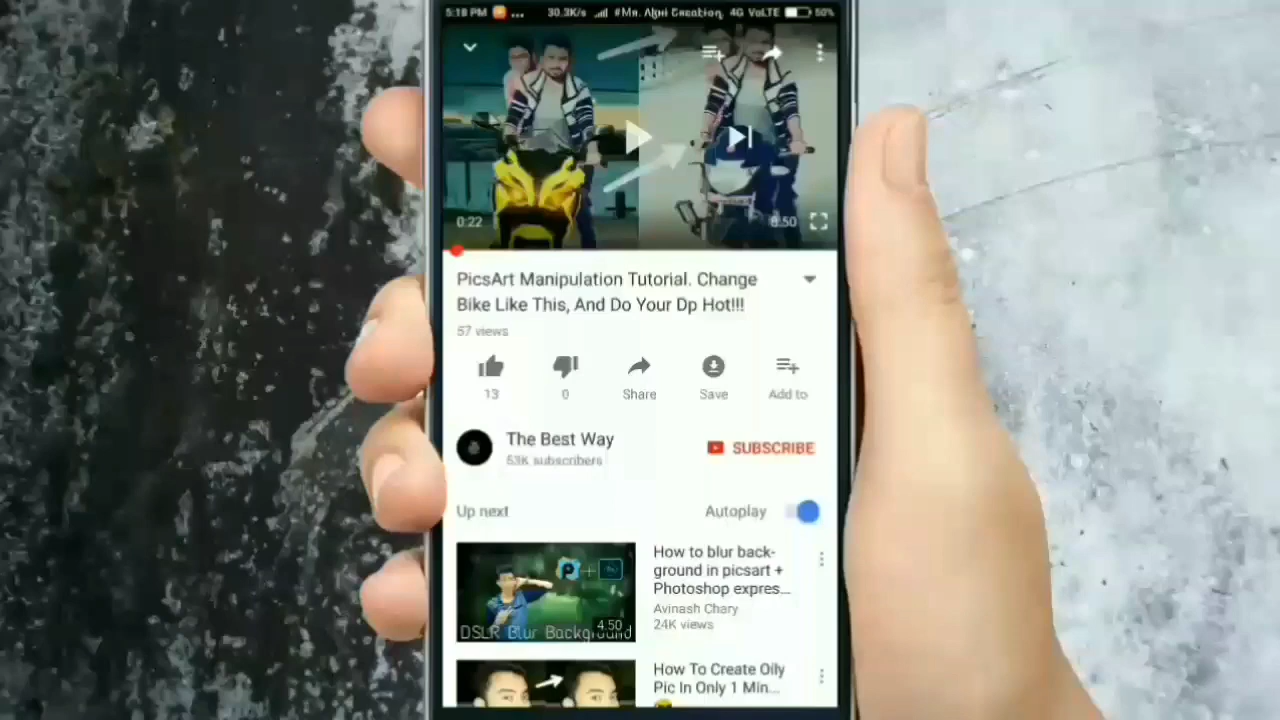 5:18 PM ... 30.3K/s #Mr. Alpi Creation. 4G VoLTE 50%
0:22
8:50
PicsArt Manipulation Tutorial. Change
Bike Like This, And Do Your Dp Hot!!!
57 views
13
0
Share
Save
Add to
The Best Way
53K subscribers
SUBSCRIBE
Up next
Autoplay
How to blur back-
ground in picsart +
Photoshop expres...
Avinash Chary
24K views
4:50
DSLR Blur Background
How To Create Oily
Pic In Only 1 Min...